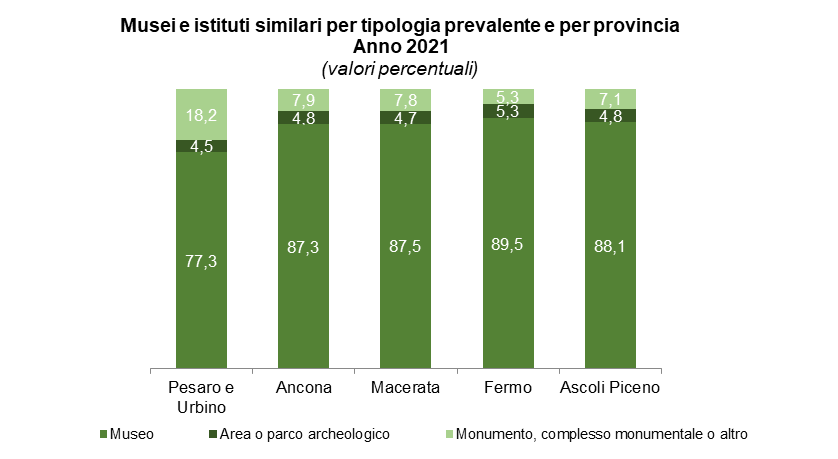 Musei e istituti similari per tipologia prevalente e per provincia
Anno 2021
(valori percentuali)
18,2 7,9 7,8 5,3 7,1
4,5 4,8 4,7 5,3 4,8
77,3 87,3 87,5 89,5 88,1
Pesaro e Urbino Ancona Macerata Fermo Ascoli Piceno
Museo Area o parco archeologico Monumento, complesso monumentale o altro